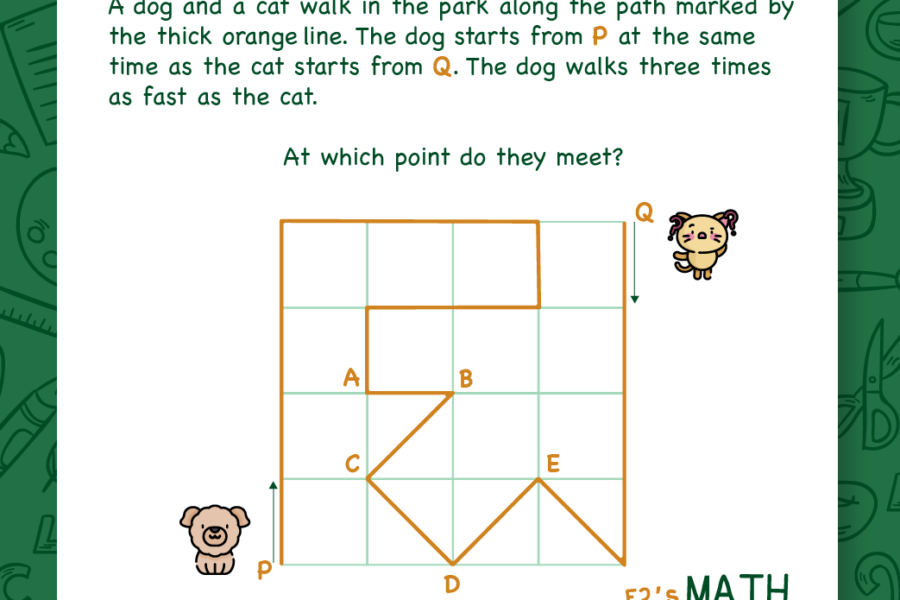 A dog and a cat walk in the park along the path marked by
the thick orange line. The dog starts from P at the same
time as the cat starts from Q. The dog walks three times
as fast as the cat.
At which point do they meet?
Q
A B
C E
P
D
MATH